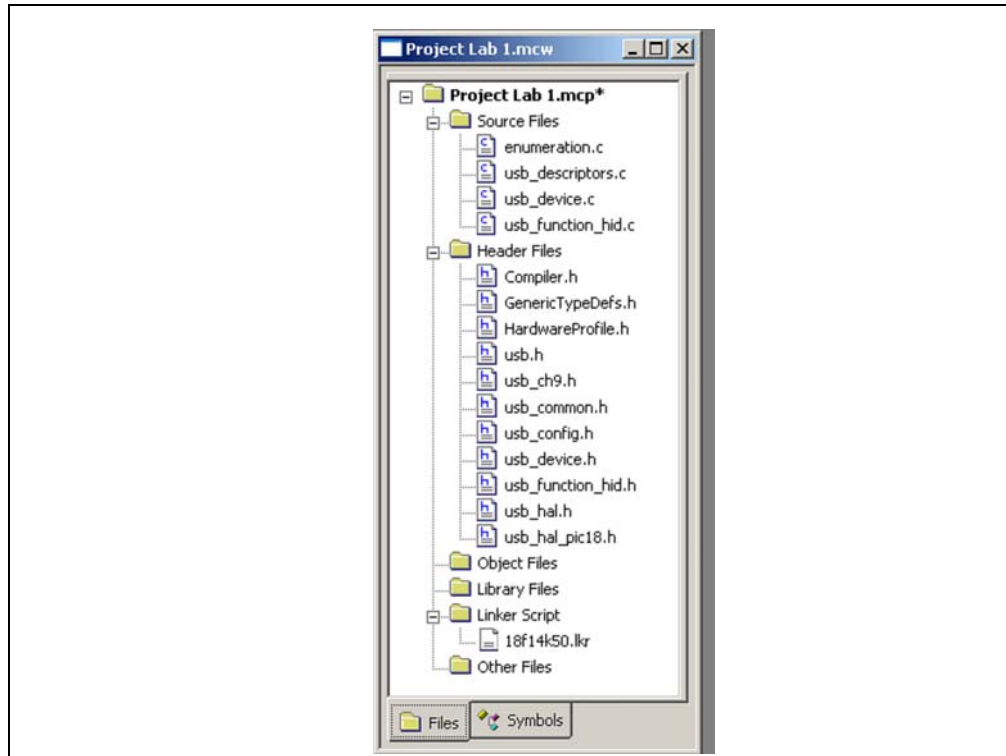 Project Lab 1.mcw
Project Lab 1.mcp*
Source Files
enumeration.c
usb_descriptors.c
usb_device.c
usb_function_hid.c
Header Files
Compiler.h
GenericTypeDefs.h
HardwareProfile.h
usb.h
usb_ch9.h
usb_common.h
usb_config.h
usb_device.h
usb_function_hid.h
usb_hal.h
usb_hal_pic18.h
Object Files
Library Files
Linker Script
18f14k50.lkr
Other Files
Files Symbols